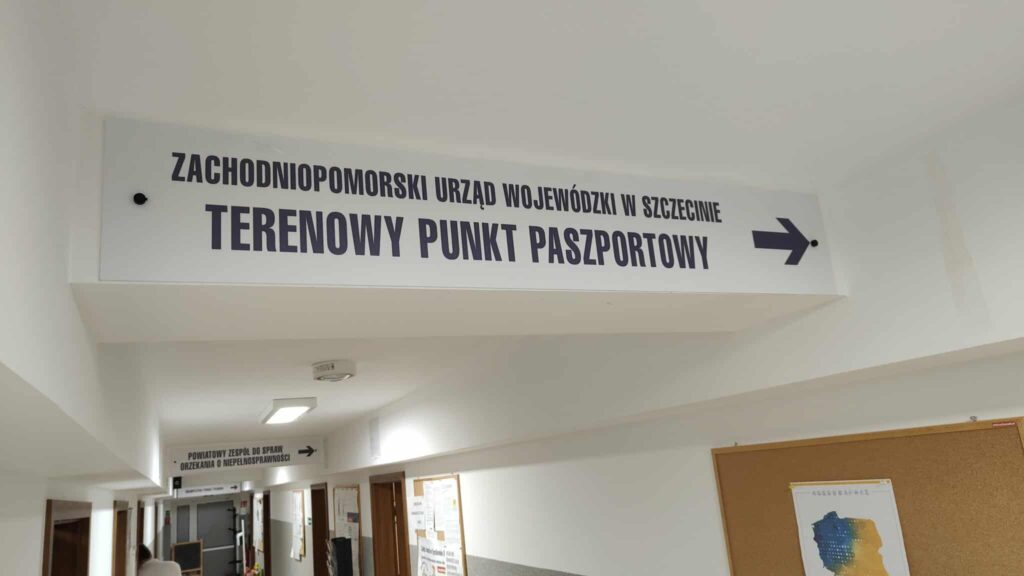 ZACHODNIOPOMORSKI URZĄD WOJEWÓDZKI W SZCZECINIE
TERENOWY PUNKT PASZPORTOWY
POWIATOWY ZESPÓŁ DO SPRAW
ORZEKANIA O NIEPEŁNOSPRAWNOŚCI